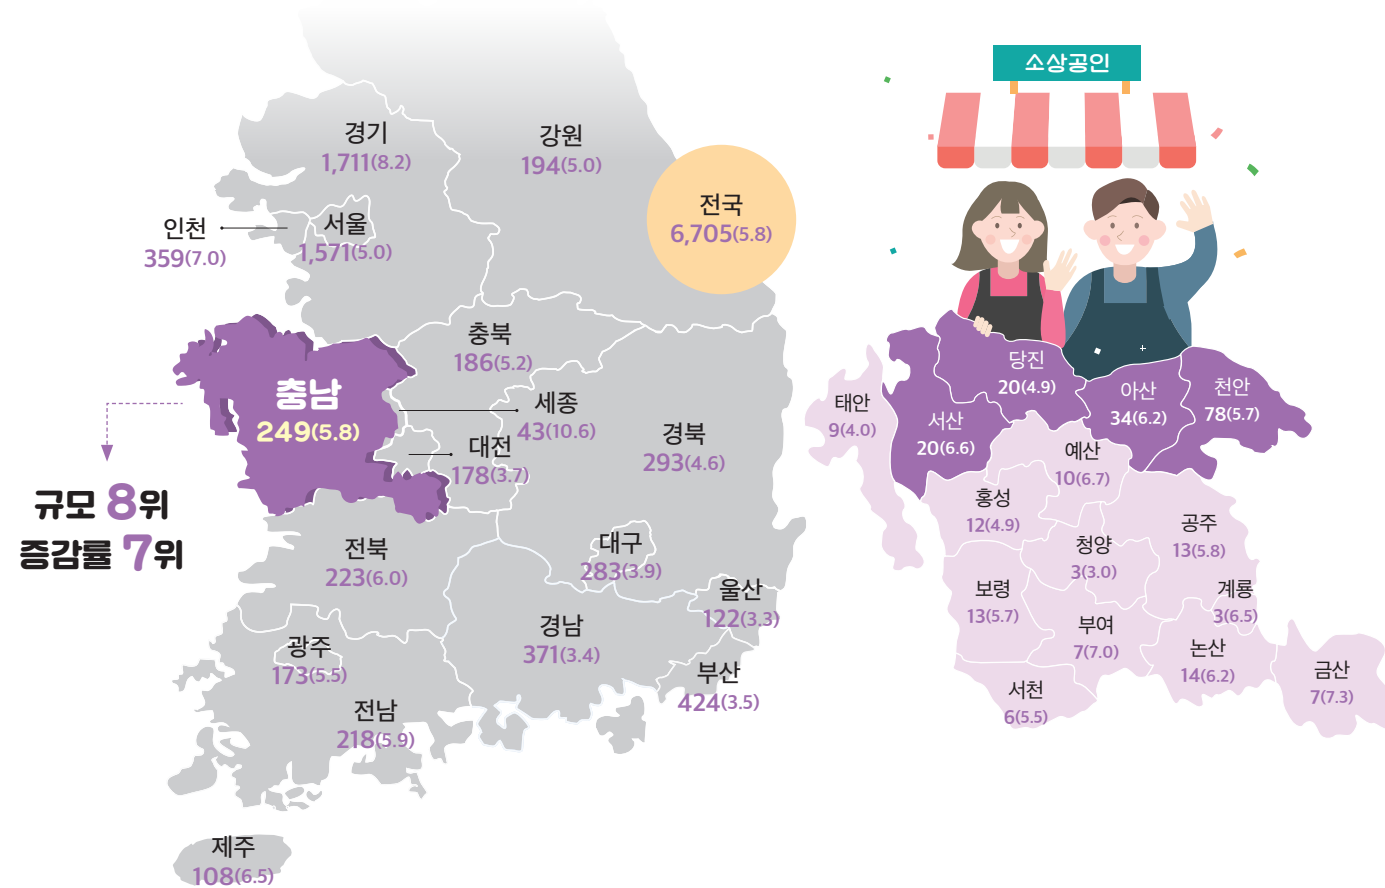 경기
1,711(8.2)
강원
194(5.0)
전국
6,705(5.8)
인천
359(7.0)
서울
1,571(5.0)
충북
186(5.2)
충남
249(5.8)
세종
43(10.6)
대전
178(3.7)
경북
293(4.6)
규모 8위
증감률 7위
전북
223(6.0)
대구
283(3.9)
울산
122(3.3)
경남
371(3.4)
부산
424(3.5)
광주
173(5.5)
전남
218(5.9)
제주
108(6.5)
소상공인
당진
20(4.9)
아산
34(6.2)
천안
78(5.7)
태안
9(4.0)
서산
20(6.6)
예산
10(6.7)
홍성
12(4.9)
공주
13(5.8)
청양
3(3.0)
보령
13(5.7)
계룡
3(6.5)
부여
7(7.0)
논산
14(6.2)
금산
7(7.3)
서천
6(5.5)